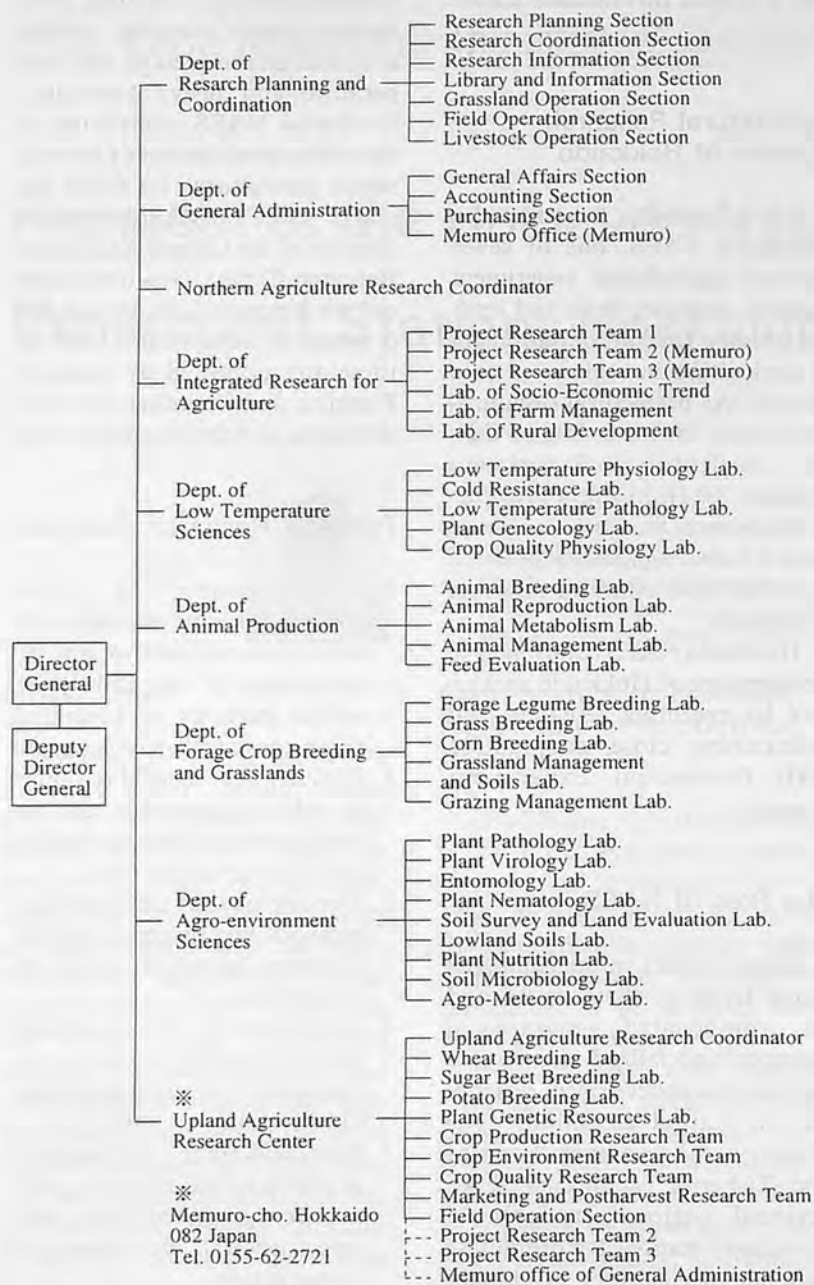 Dept. of
Resarch Planning and
Coordination
Research Planning Section
Research Coordination Section
Research Information Section
Library and Information Section
Grassland Operation Section
Field Operation Section
Livestock Operation Section
Dept. of
General Administration
General Affairs Section
Accounting Section
Purchasing Section
Memuro Office (Memuro)
Northern Agriculture Research Coordinator
Dept. of
Integrated Research for
Agriculture
Project Research Team 1
Project Research Team 2 (Memuro)
Project Research Team 3 (Memuro)
Lab. of Socio-Economic Trend
Lab. of Farm Management
Lab. of Rural Development
Dept. of
Low Temperature
Sciences
Low Temperature Physiology Lab.
Cold Resistance Lab.
Low Temperature Pathology Lab.
Plant Genecology Lab.
Crop Quality Physiology Lab.
Dept. of
Animal Production
Animal Breeding Lab.
Animal Reproduction Lab.
Animal Metabolism Lab.
Animal Management Lab.
Feed Evaluation Lab.
Director
General
Deputy
Director
General
Dept. of
Forage Crop Breeding
and Grasslands
Forage Legume Breeding Lab.
Grass Breeding Lab.
Corn Breeding Lab.
Grassland Management
and Soils Lab.
Grazing Management Lab.
Dept. of
Agro-environment
Sciences
Plant Pathology Lab.
Plant Virology Lab.
Entomology Lab.
Plant Nematology Lab.
Soil Survey and Land Evaluation Lab.
Lowland Soils Lab.
Plant Nutrition Lab.
Soil Microbiology Lab.
Agro-Meteorology Lab.
※
Upland Agriculture
Research Center
Upland Agriculture Research Coordinator
Wheat Breeding Lab.
Sugar Beet Breeding Lab.
Potato Breeding Lab.
Plant Genetic Resources Lab.
Crop Production Research Team
Crop Environment Research Team
Crop Quality Research Team
Marketing and Postharvest Research Team
Field Operation Section
Project Research Team 2
Project Research Team 3
Memuro office of General Administration
※
Memuro-cho. Hokkaido
082 Japan
Tel. 0155-62-2721